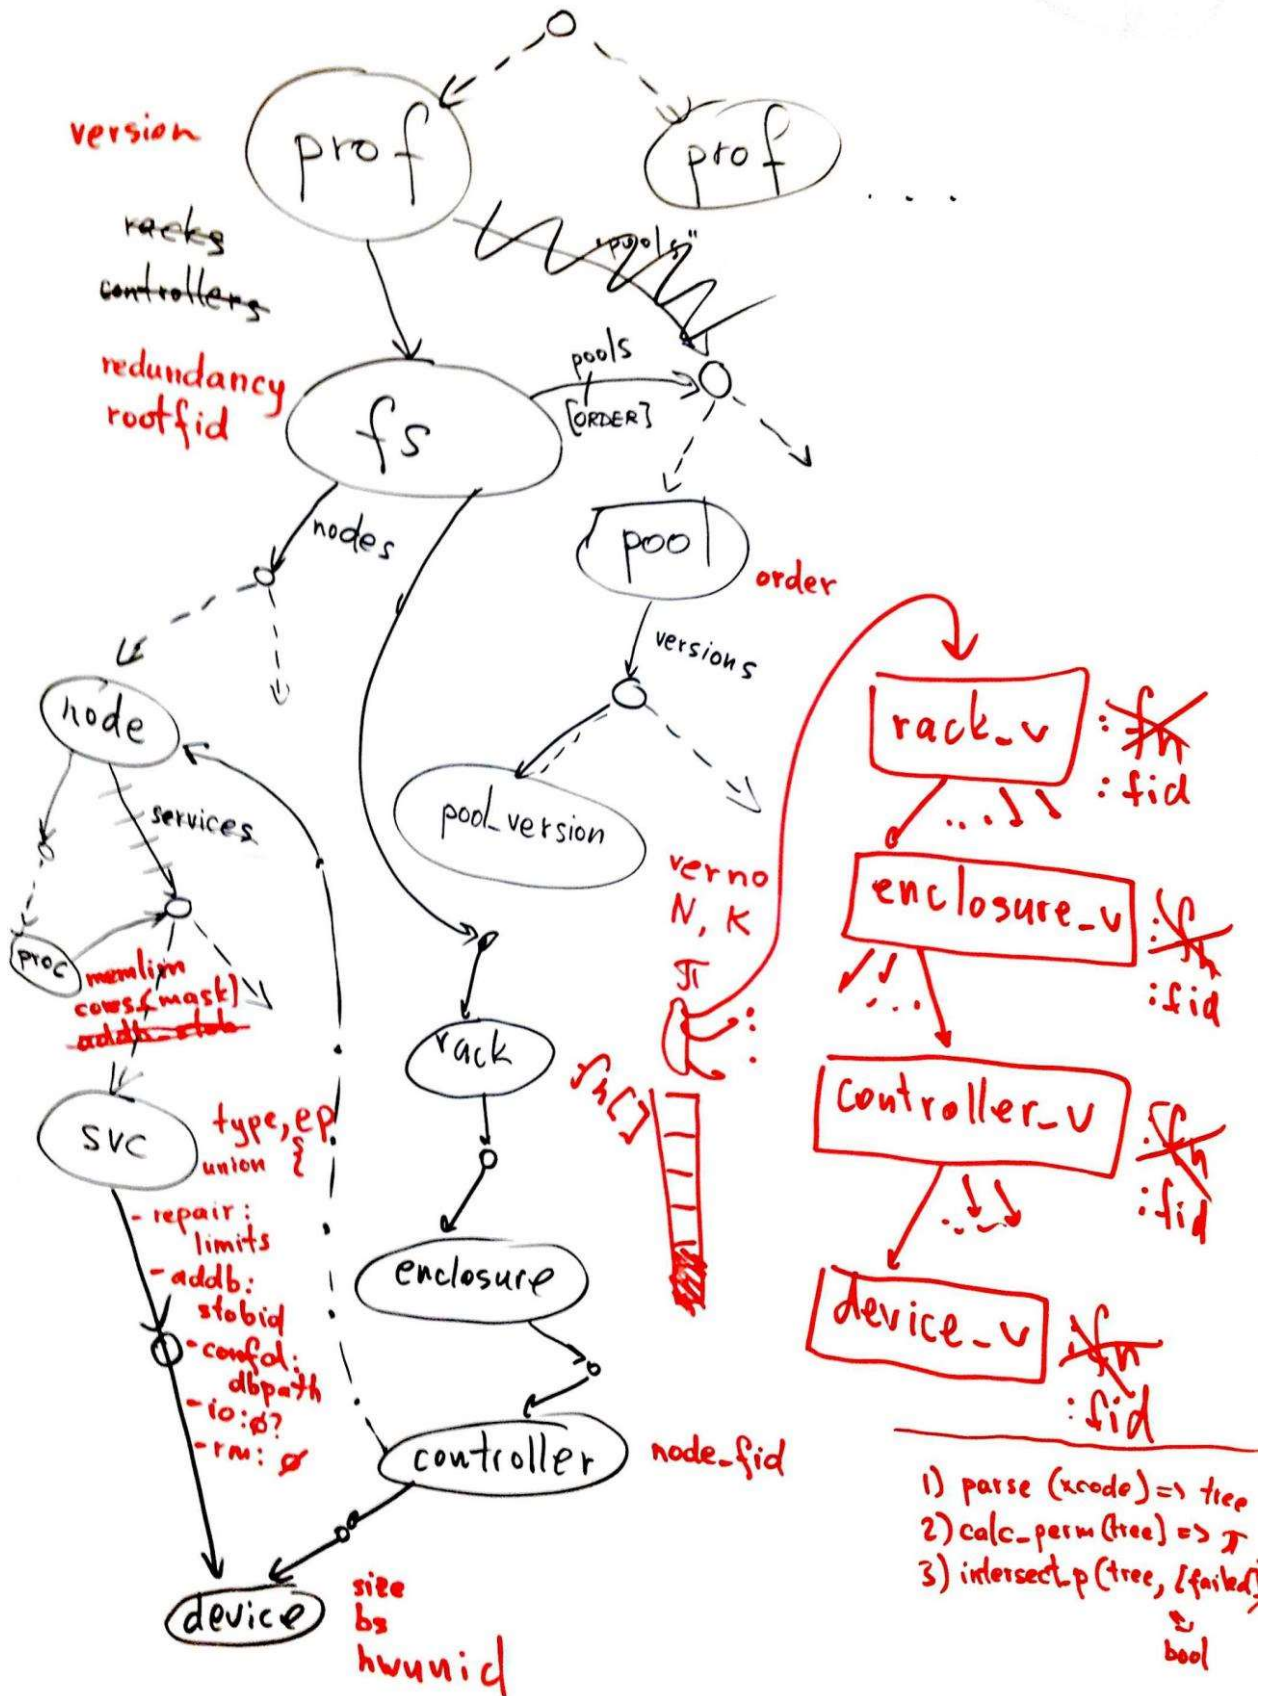 prof
prof
version
....
racks
"pools"
controllers
pools
redundancy
rootfid
[ORDER]
fs
nodes
pool
order
versions
node
rack_v
:fn
:fid
services
pool_version
verno
N, K
π
enclosure_v
:fn
:fid
proc
memlim
cores (mask)
addb_stob
rack
fn[]
controller_v
:fn
:fid
svc
type, ep
union {
- repair:
limits
- addb:
stobid
- confd:
dbpath
- io: ø?
- rm: ø
enclosure
device_v
:fn
:fid
controller
node_fid
1) parse (xcode) => tree
2) calc_perm (tree) => π
3) intersect_p (tree, {failed}
bool
device
size
bs